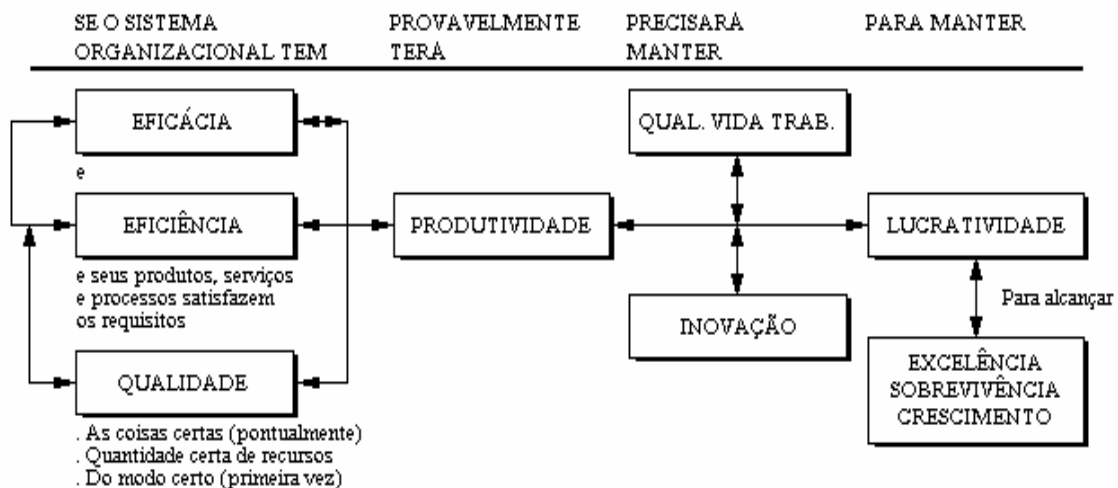 SE O SISTEMA
ORGANIZACIONAL TEM
PROVAVELMENTE
TERÁ
PRECISARÁ
MANTER
PARA MANTER
EFICÁCIA
e
EFICIÊNCIA
e seus produtos, serviços
e processos satisfazem
os requisitos
QUALIDADE
. As coisas certas (pontualmente)
. Quantidade certa de recursos
. Do modo certo (primeira vez)
PRODUTIVIDADE
QUAL. VIDA TRAB.
INOVAÇÃO
LUCRATIVIDADE
Para alcançar
EXCELÊNCIA
SOBREVIVÊNCIA
CRESCIMENTO